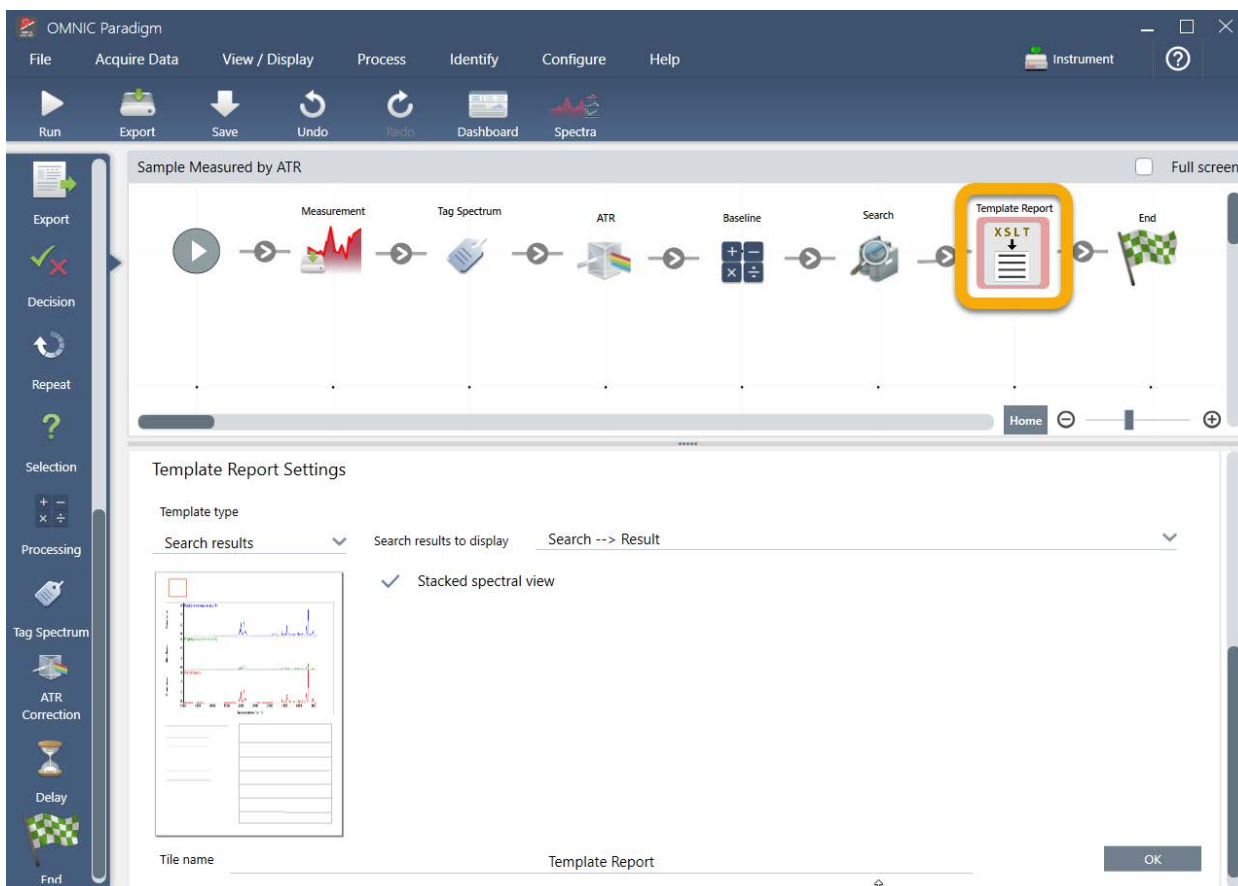 OMNIC Paradigm
File Acquire Data View / Display Process Identify Configure Help Instrument
Run Export Save Undo Redo Dashboard Spectra
Sample Measured by ATR Full screen
Export
Decision
Repeat
Selection
Processing
Tag Spectrum
ATR
Correction
Delay
End
Measurement Tag Spectrum ATR Baseline Search Template Report End
XSLT
Home
Template Report Settings
Template type
Search results Search results to display Search --> Result
Stacked spectral view
Tile name Template Report OK